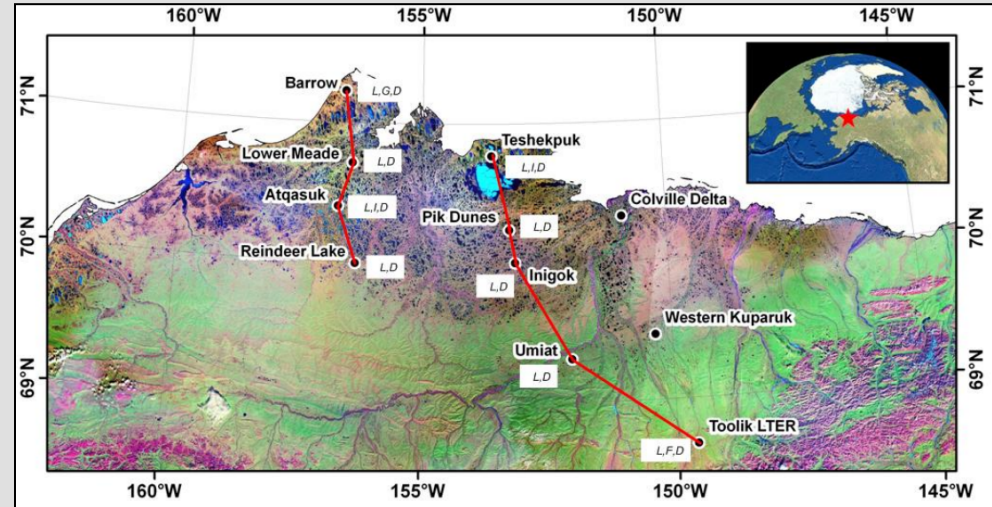 160°W 155°W 150°W 145°W
71°N 71°N
Barrow L,G,D
Teshekpuk
Lower Meade L,D
L,I,D
Atqasuk L,I,D
Colville Delta
Pik Dunes L,D
70°N 70°N
Reindeer Lake L,D
Inigok
L,D
Western Kuparuk
Umiat
L,D
69°N 69°N
Toolik LTER
L,F,D
160°W 155°W 150°W 145°W